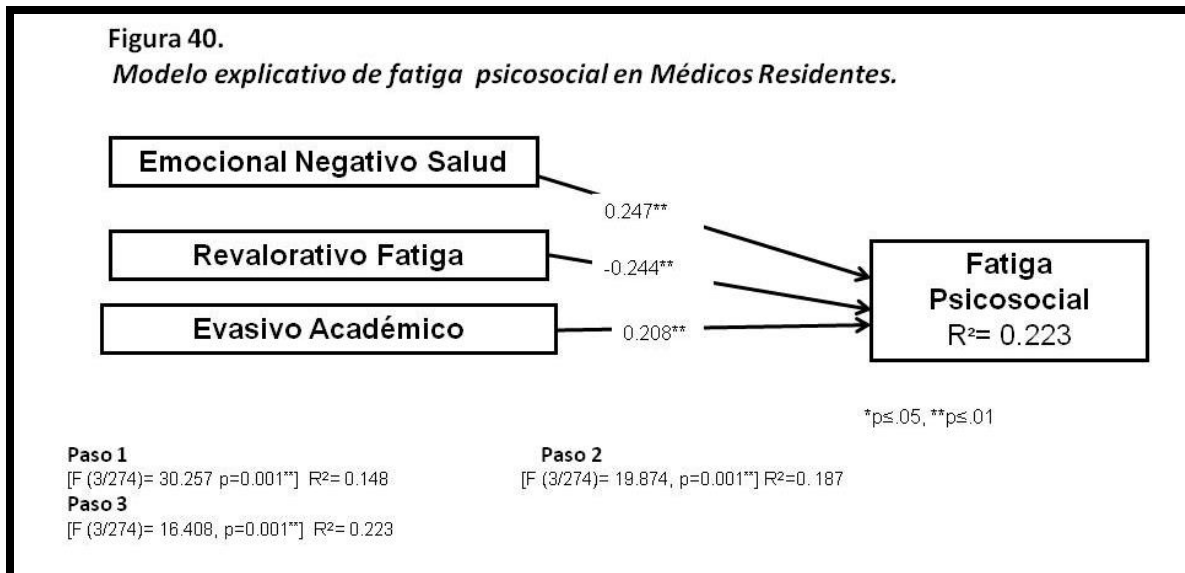 Figura 40.
Modelo explicativo de fatiga psicosocial en Médicos Residentes.
Emocional Negativo Salud
0.247**
Revalorativo Fatiga
-0.244**
Evasivo Académico
0.208**
Fatiga
Psicosocial
R²= 0.223
*p≤.05, **p≤.01
Paso 1
[F (3/274)= 30.257 p=0.001**] R²= 0.148
Paso 2
[F (3/274)= 19.874, p=0.001**] R²=0.187
Paso 3
[F (3/274)= 16.408, p=0.001**] R²= 0.223